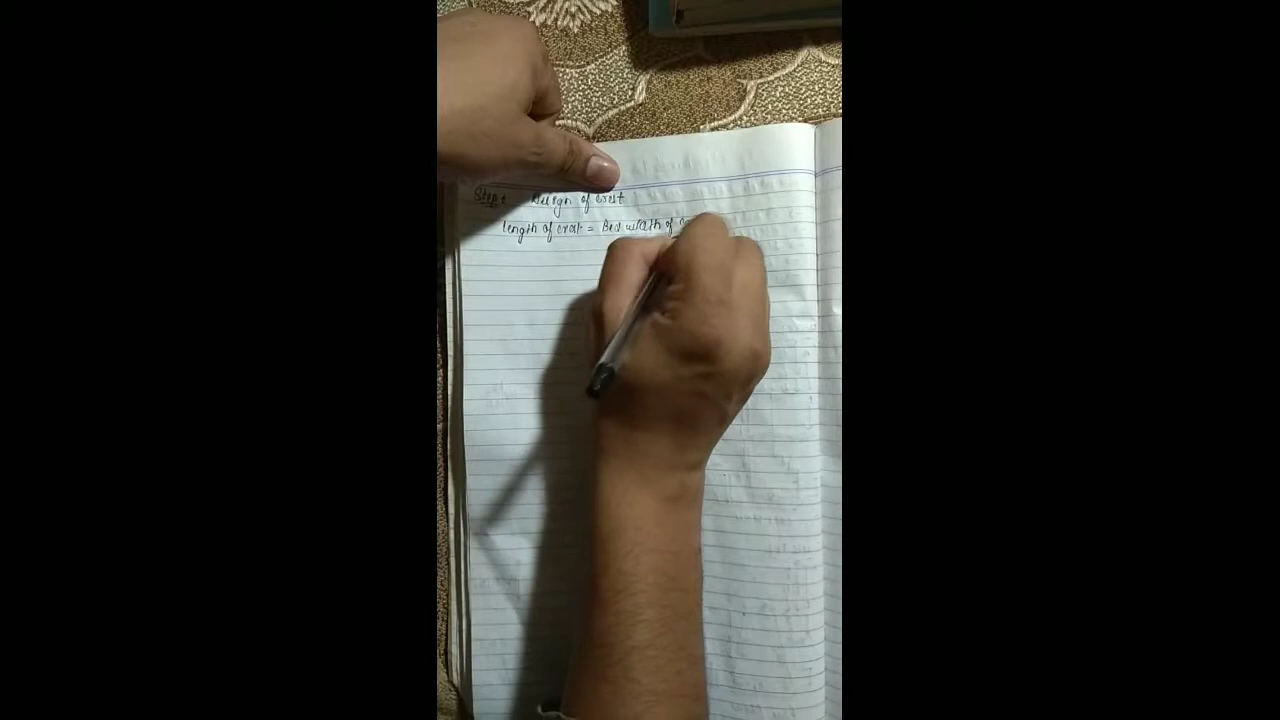 Step : Design of crest
length of crest = Bed width of